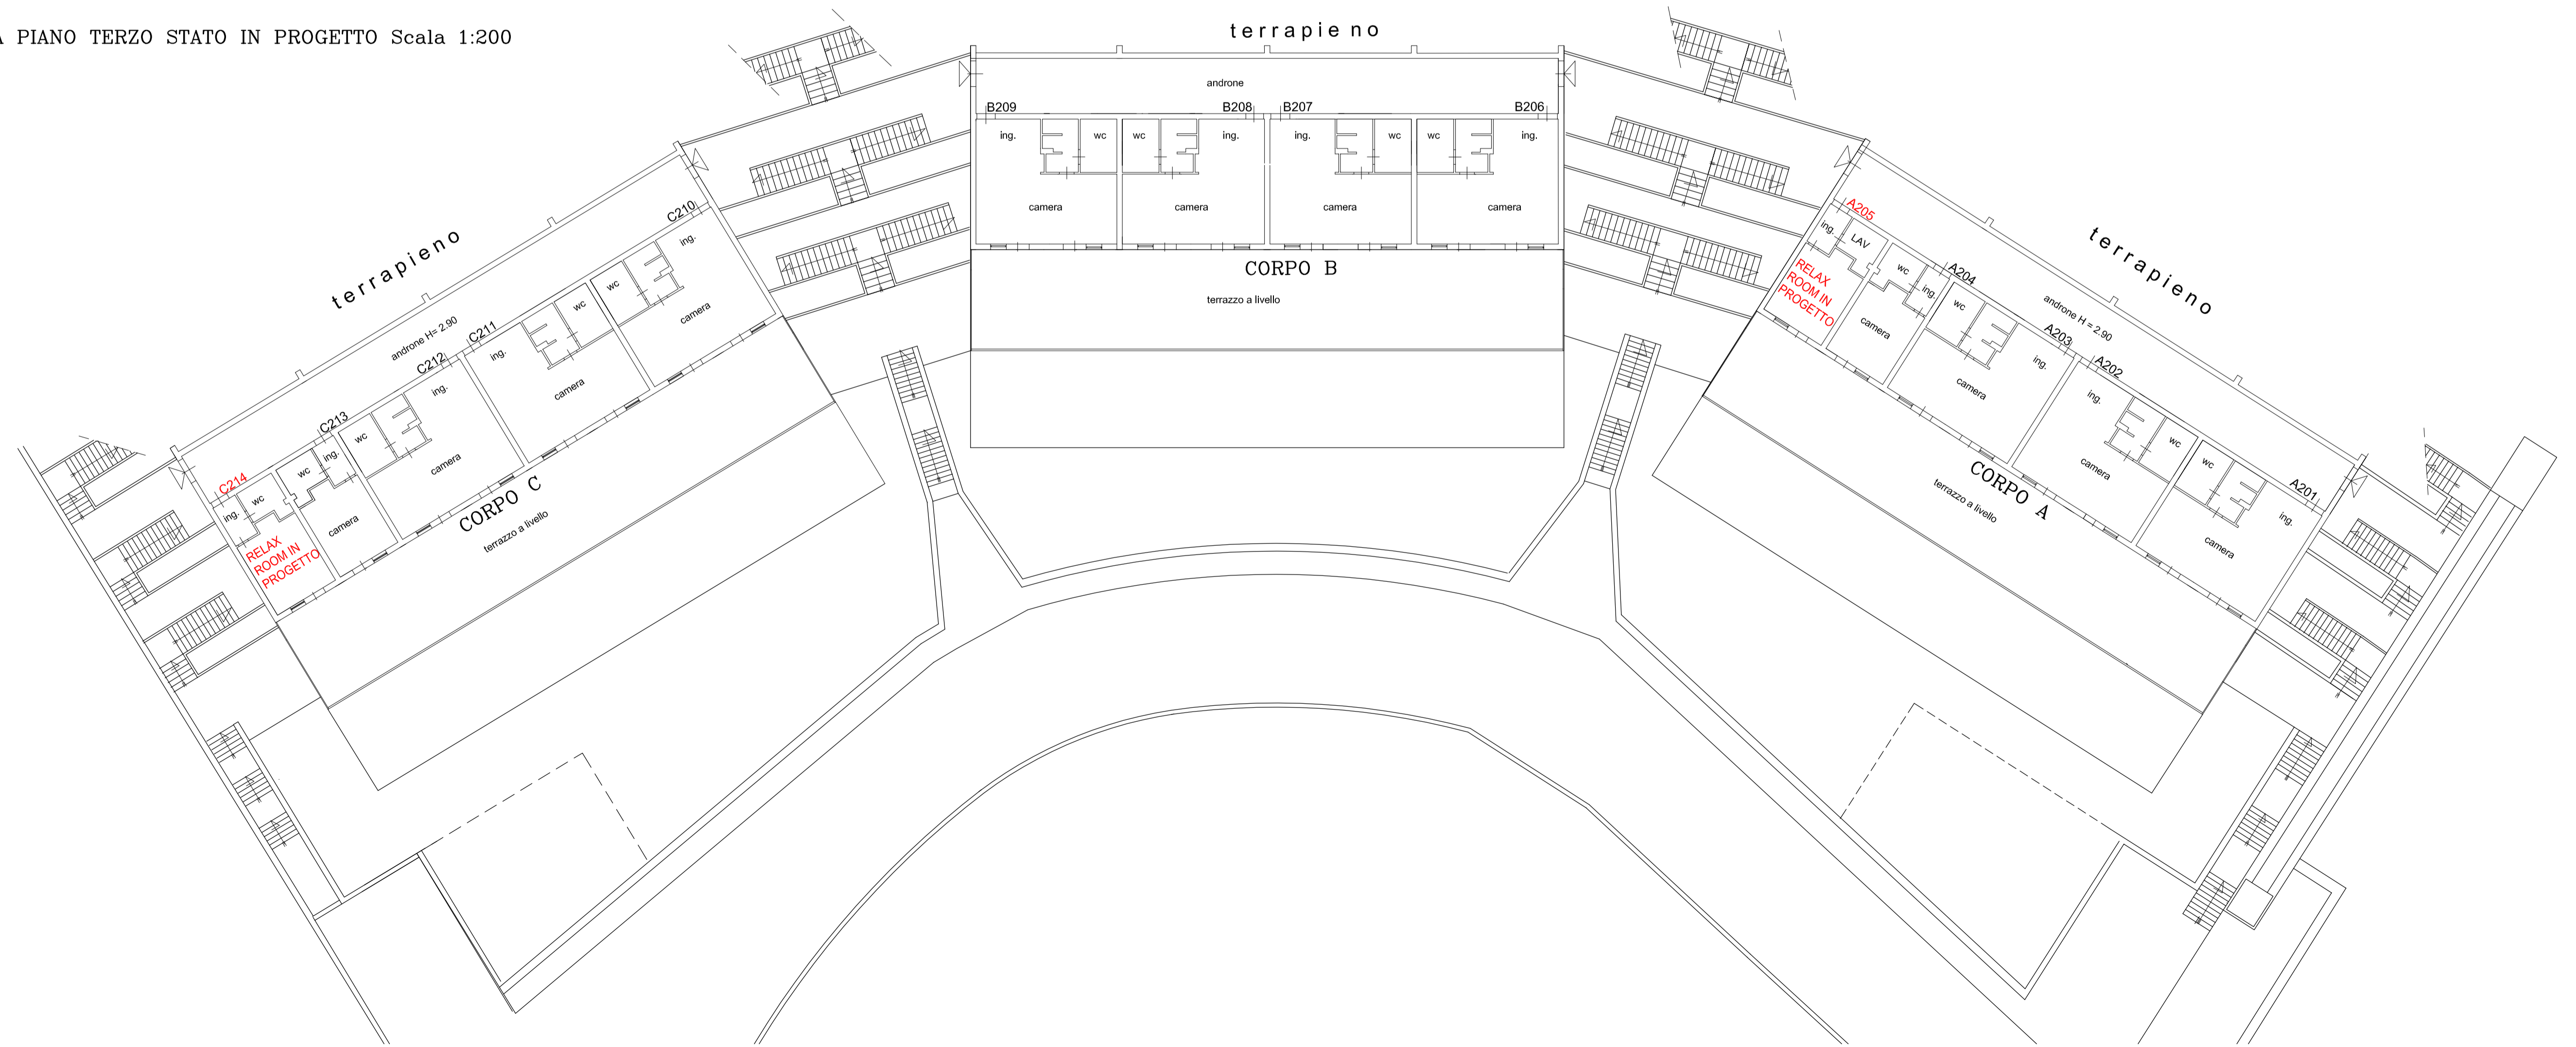 A PIANO TERZO STATO IN PROGETTO Scala 1:200
terrapieno
androne
B209
B208
B207
B206
ing.
wc
wc
ing.
ing.
wc
wc
ing.
camera
camera
camera
camera
CORPO B
terrazzo a livello
terrapieno
androne H= 2.90
C210
ing.
wc
camera
C211
ing.
wc
camera
C212
ing.
wc
camera
C213
ing.
wc
camera
C214
ing.
wc
RELAX
ROOM IN
PROGETTO
CORPO C
terrazzo a livello
terrapieno
androne H = 2.90
A205
ing.
LAV
RELAX
ROOM IN
PROGETTO
A204
wc
ing.
camera
A203
wc
ing.
camera
A202
ing.
wc
camera
A201
wc
ing.
camera
CORPO A
terrazzo a livello